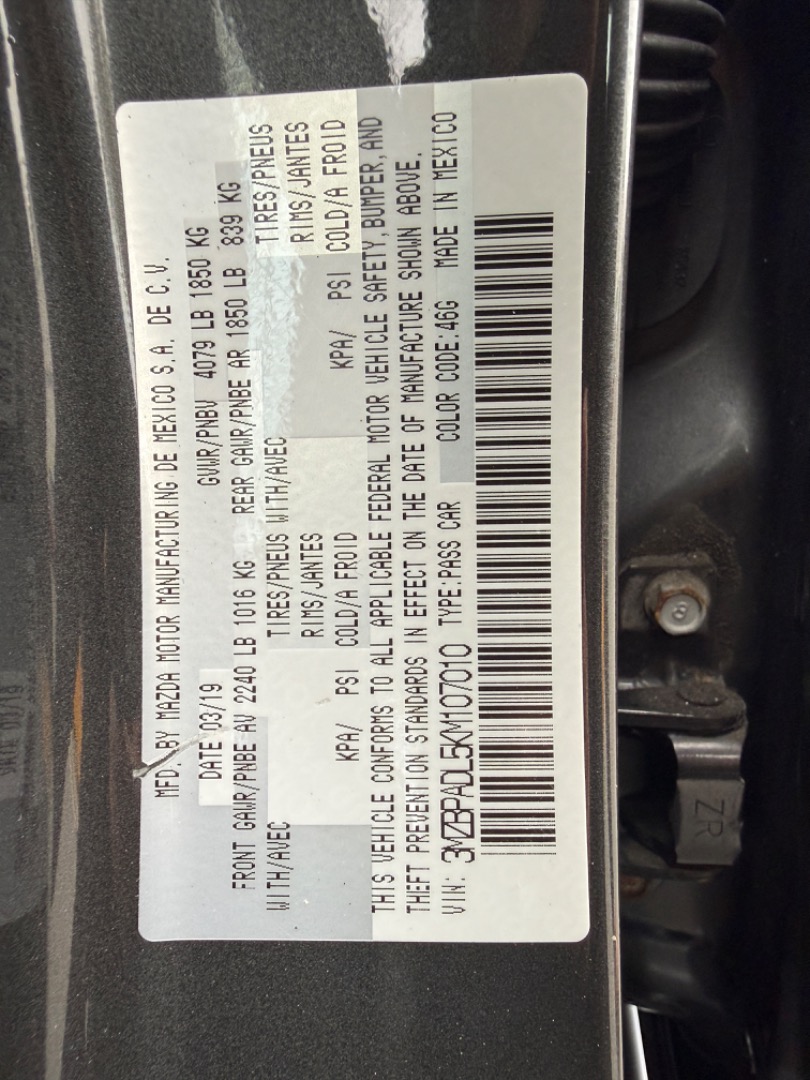 MFD. BY MAZDA MOTOR MANUFACTURING DE MEXICO S.A. DE C.V.
DATE 03/19 GVWR/PNBV 4079 LB 1850 KG
FRONT GAWR/PNBE AV 2240 LB 1016 KG REAR GAWR/PNBE AR 1850 LB 839 KG
WITH/AVEC TIRES/PNEUS WITH/AVEC TIRES/PNEUS
RIMS/JANTES RIMS/JANTES
KPA/ PSI COLD/A FROID KPA/ PSI COLD/A FROID
THIS VEHICLE CONFORMS TO ALL APPLICABLE FEDERAL MOTOR VEHICLE SAFETY, BUMPER, AND
THEFT PREVENTION STANDARDS IN EFFECT ON THE DATE OF MANUFACTURE SHOWN ABOVE.
VIN: 3MZBPADL5KM107010 TYPE:PASS CAR COLOR CODE:46G MADE IN MEXICO
ZR
8